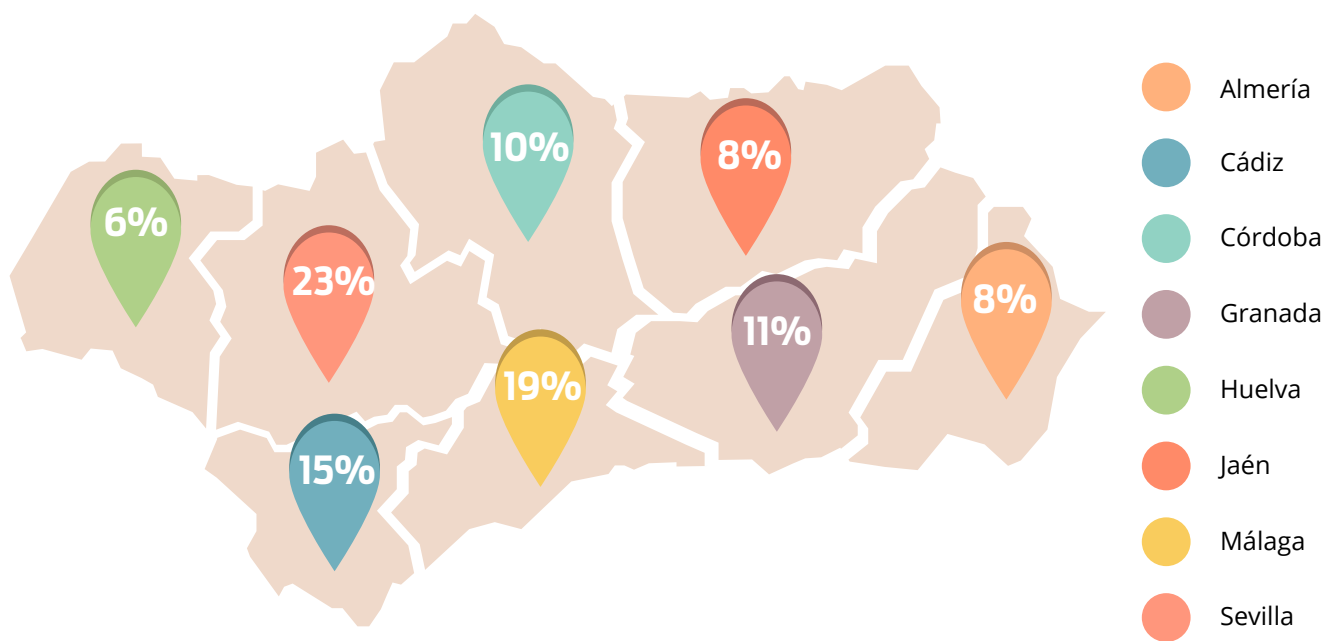 10%
8%
6%
23%
8%
11%
19%
15%
Almería
Cádiz
Córdoba
Granada
Huelva
Jaén
Málaga
Sevilla